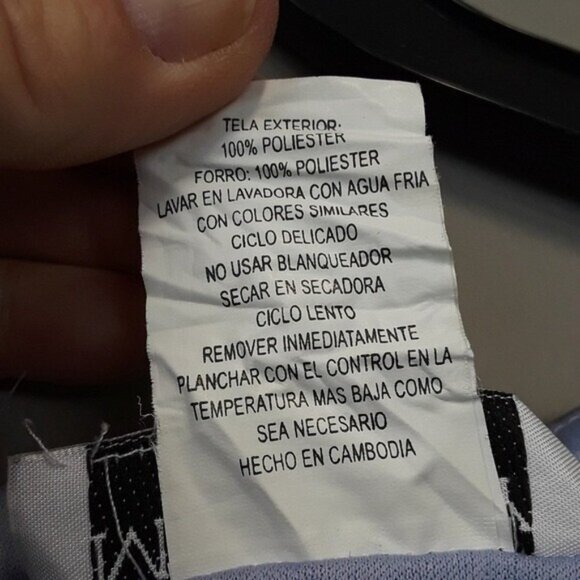 TELA EXTERIOR:
100% POLIESTER
FORRO: 100% POLIESTER
LAVAR EN LAVADORA CON AGUA FRIA
CON COLORES SIMILARES
CICLO DELICADO
NO USAR BLANQUEADOR
SECAR EN SECADORA
CICLO LENTO
REMOVER INMEDIATAMENTE
PLANCHAR CON EL CONTROL EN LA
TEMPERATURA MAS BAJA COMO
SEA NECESARIO
HECHO EN CAMBODIA